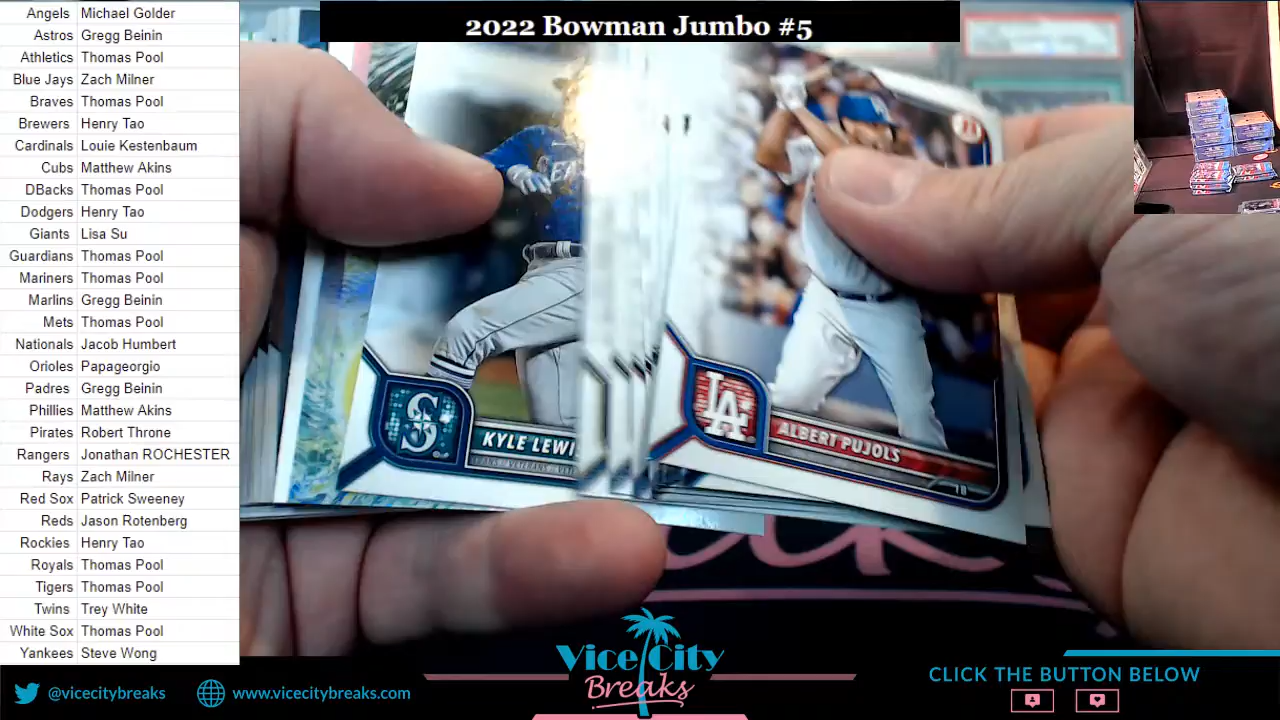 2022 Bowman Jumbo #5
Angels Michael Golder
Astros Gregg Beinin
Athletics Thomas Pool
Blue Jays Zach Milner
Braves Thomas Pool
Brewers Henry Tao
Cardinals Louie Kestenbaum
Cubs Matthew Akins
DBacks Thomas Pool
Dodgers Henry Tao
Giants Lisa Su
Guardians Thomas Pool
Mariners Thomas Pool
Marlins Gregg Beinin
Mets Thomas Pool
Nationals Jacob Humbert
Orioles Papageorgio
Padres Gregg Beinin
Phillies Matthew Akins
Pirates Robert Throne
Rangers Jonathan ROCHESTER
Rays Zach Milner
Red Sox Patrick Sweeney
Reds Jason Rotenberg
Rockies Henry Tao
Royals Thomas Pool
Tigers Thomas Pool
Twins Trey White
White Sox Thomas Pool
Yankees Steve Wong
S
KYLE LEWI
LA
ALBERT PUJOLS
1B
Vice City
Breaks
@vicecitybreaks
www.vicecitybreaks.com
CLICK THE BUTTON BELOW